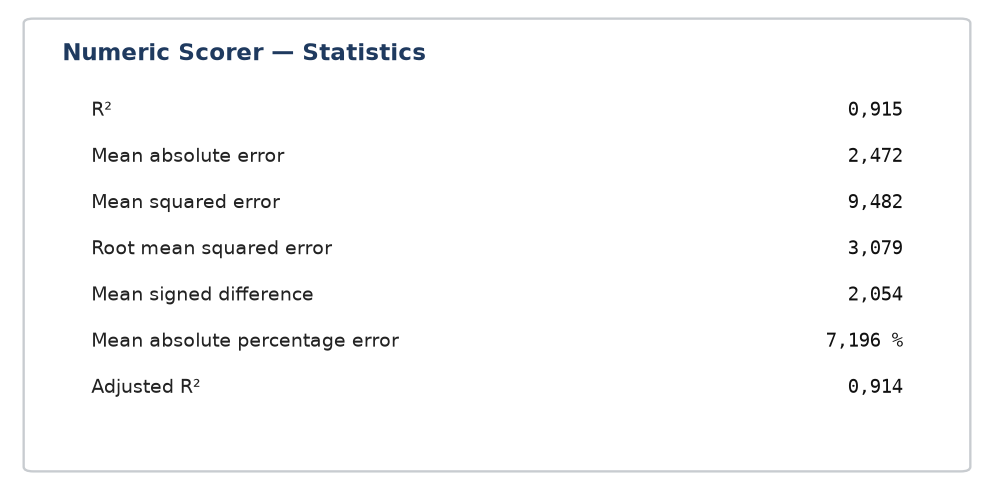 Numeric Scorer — Statistics
R² 0,915
Mean absolute error 2,472
Mean squared error 9,482
Root mean squared error 3,079
Mean signed difference 2,054
Mean absolute percentage error 7,196 %
Adjusted R² 0,914